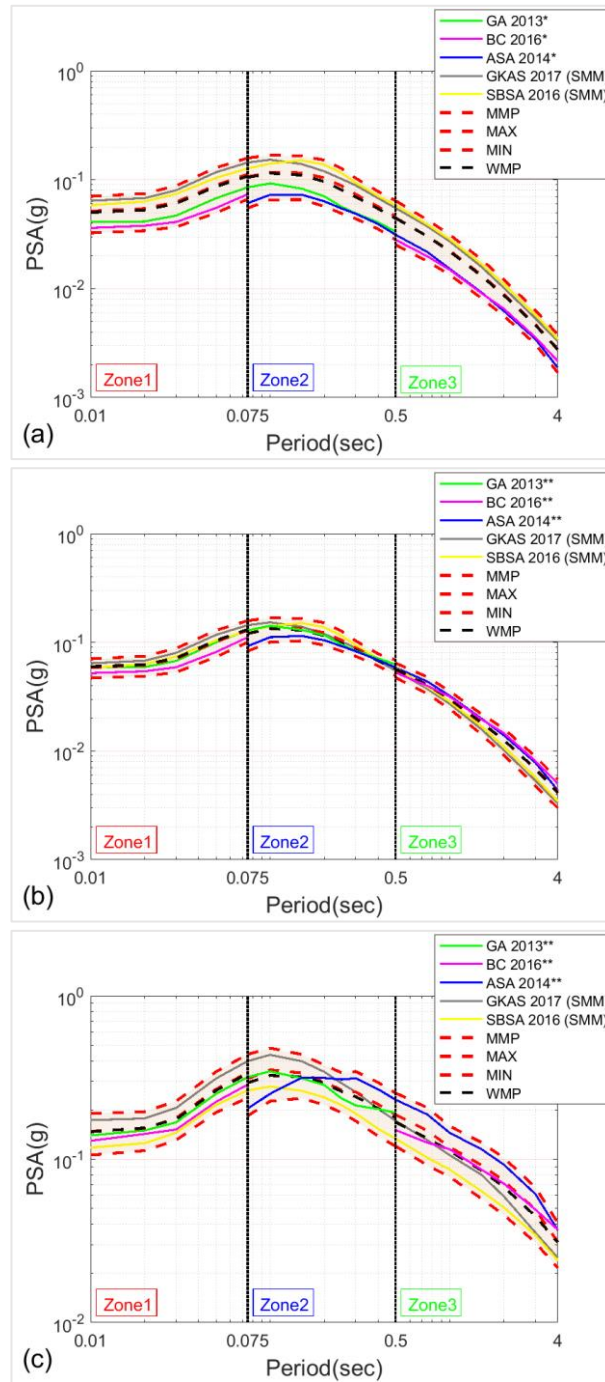 GA 2013*
BC 2016*
ASA 2014*
GKAS 2017 (SMM)
SBSA 2016 (SMM)
MMP
MAX
MIN
WMP
10^0
10^-1
10^-2
10^-3
PSA(g)
Zone1
Zone2
Zone3
0.01
0.075
0.5
4
Period(sec)
(a)
GA 2013**
BC 2016**
ASA 2014**
GKAS 2017 (SMM)
SBSA 2016 (SMM)
MMP
MAX
MIN
WMP
10^0
10^-1
10^-2
10^-3
PSA(g)
Zone1
Zone2
Zone3
0.01
0.075
0.5
4
Period(sec)
(b)
GA 2013**
BC 2016**
ASA 2014**
GKAS 2017 (SMM)
SBSA 2016 (SMM)
MMP
MAX
MIN
WMP
10^0
10^-1
10^-2
PSA(g)
Zone1
Zone2
Zone3
0.01
0.075
0.5
4
Period(sec)
(c)